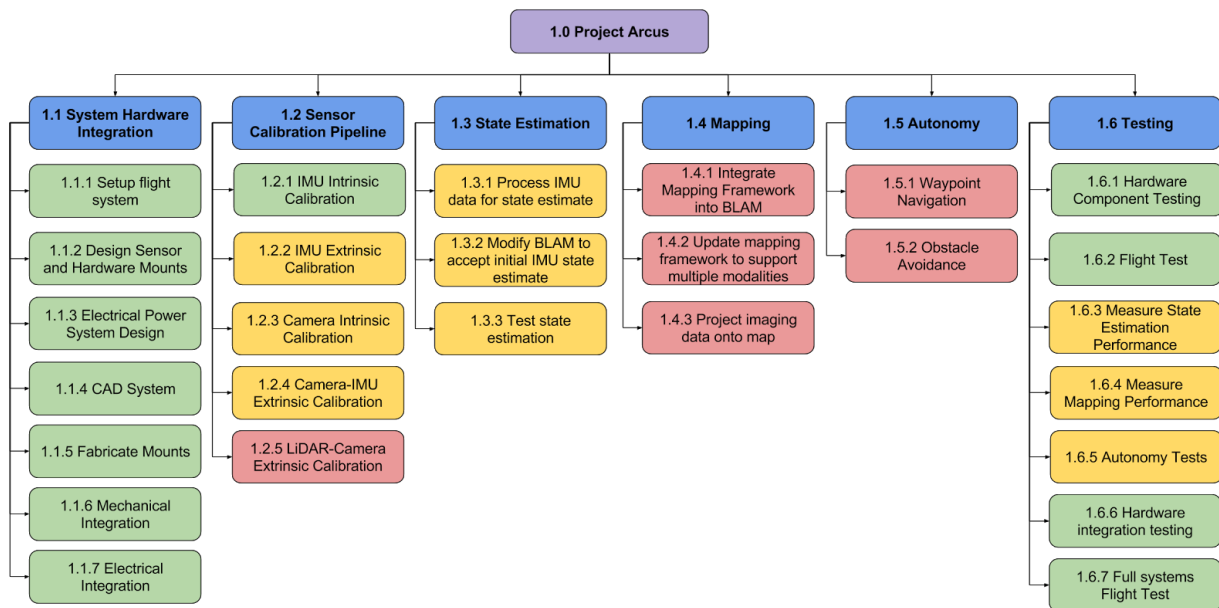 1.0 Project Arcus
1.1 System Hardware
Integration
1.1.1 Setup flight
system
1.1.2 Design Sensor
and Hardware Mounts
1.1.3 Electrical Power
System Design
1.1.4 CAD System
1.1.5 Fabricate Mounts
1.1.6 Mechanical
Integration
1.1.7 Electrical
Integration
1.2 Sensor
Calibration Pipeline
1.2.1 IMU Intrinsic
Calibration
1.2.2 IMU Extrinsic
Calibration
1.2.3 Camera Intrinsic
Calibration
1.2.4 Camera-IMU
Extrinsic Calibration
1.2.5 LiDAR-Camera
Extrinsic Calibration
1.3 State Estimation
1.3.1 Process IMU
data for state estimate
1.3.2 Modify BLAM to
accept initial IMU state
estimate
1.3.3 Test state
estimation
1.4 Mapping
1.4.1 Integrate
Mapping Framework
into BLAM
1.4.2 Update mapping
framework to support
multiple modalities
1.4.3 Project imaging
data onto map
1.5 Autonomy
1.5.1 Waypoint
Navigation
1.5.2 Obstacle
Avoidance
1.6 Testing
1.6.1 Hardware
Component Testing
1.6.2 Flight Test
1.6.3 Measure State
Estimation
Performance
1.6.4 Measure
Mapping Performance
1.6.5 Autonomy Tests
1.6.6 Hardware
integration testing
1.6.7 Full systems
Flight Test